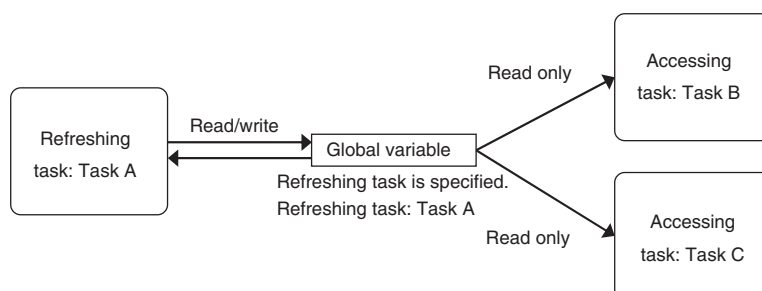 Refreshing
task: Task A
Read/write
Global variable
Refreshing task is specified.
Refreshing task: Task A
Read only
Accessing
task: Task B
Read only
Accessing
task: Task C